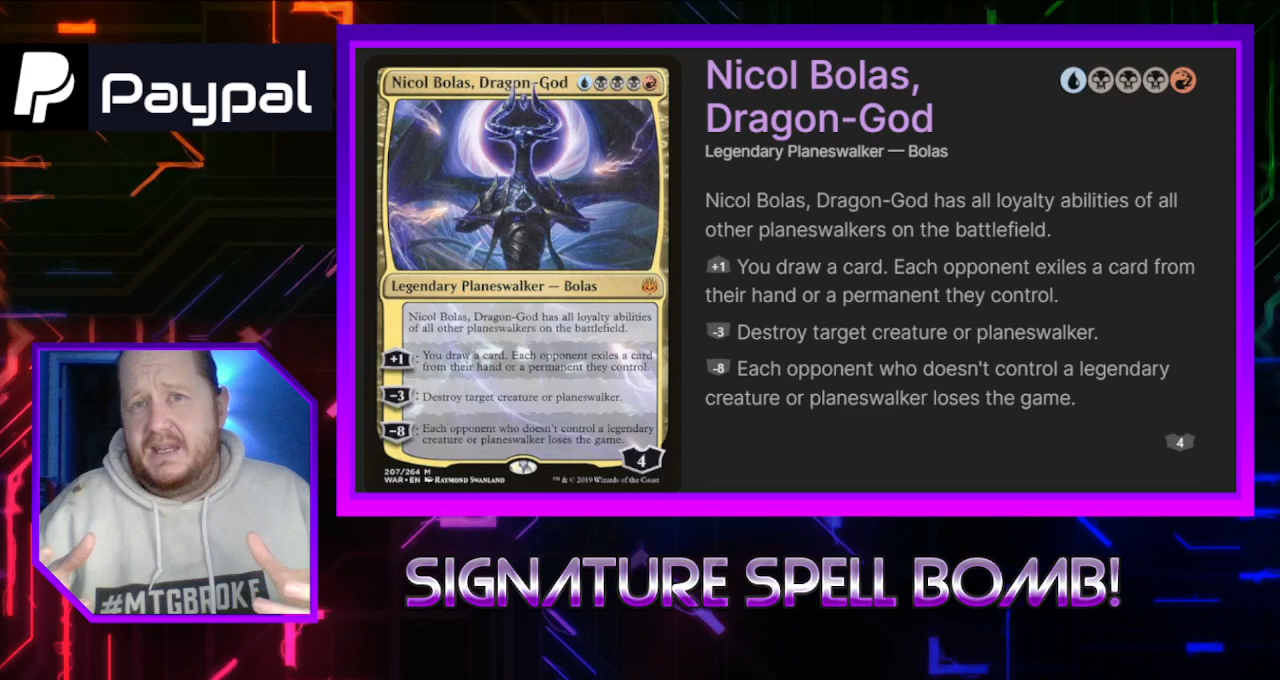 Paypal
Nicol Bolas, Dragon-God
Legendary Planeswalker — Bolas
Nicol Bolas, Dragon-God has all loyalty abilities
of all other planeswalkers on the battlefield.
+1: You draw a card. Each opponent exiles a card
from their hand or a permanent they control.
−3: Destroy target creature or planeswalker.
−8: Each opponent who doesn't control a legendary
creature or planeswalker loses the game.
4
207/264 M
WAR • EN Raymond Swanland
™ & © 2019 Wizards of the Coast
Nicol Bolas,
Dragon-God
Legendary Planeswalker — Bolas
Nicol Bolas, Dragon-God has all loyalty abilities of all
other planeswalkers on the battlefield.
+1 You draw a card. Each opponent exiles a card from
their hand or a permanent they control.
-3 Destroy target creature or planeswalker.
-8 Each opponent who doesn't control a legendary
creature or planeswalker loses the game.
4
#MTGBROKE
SIGNATURE SPELL BOMB!